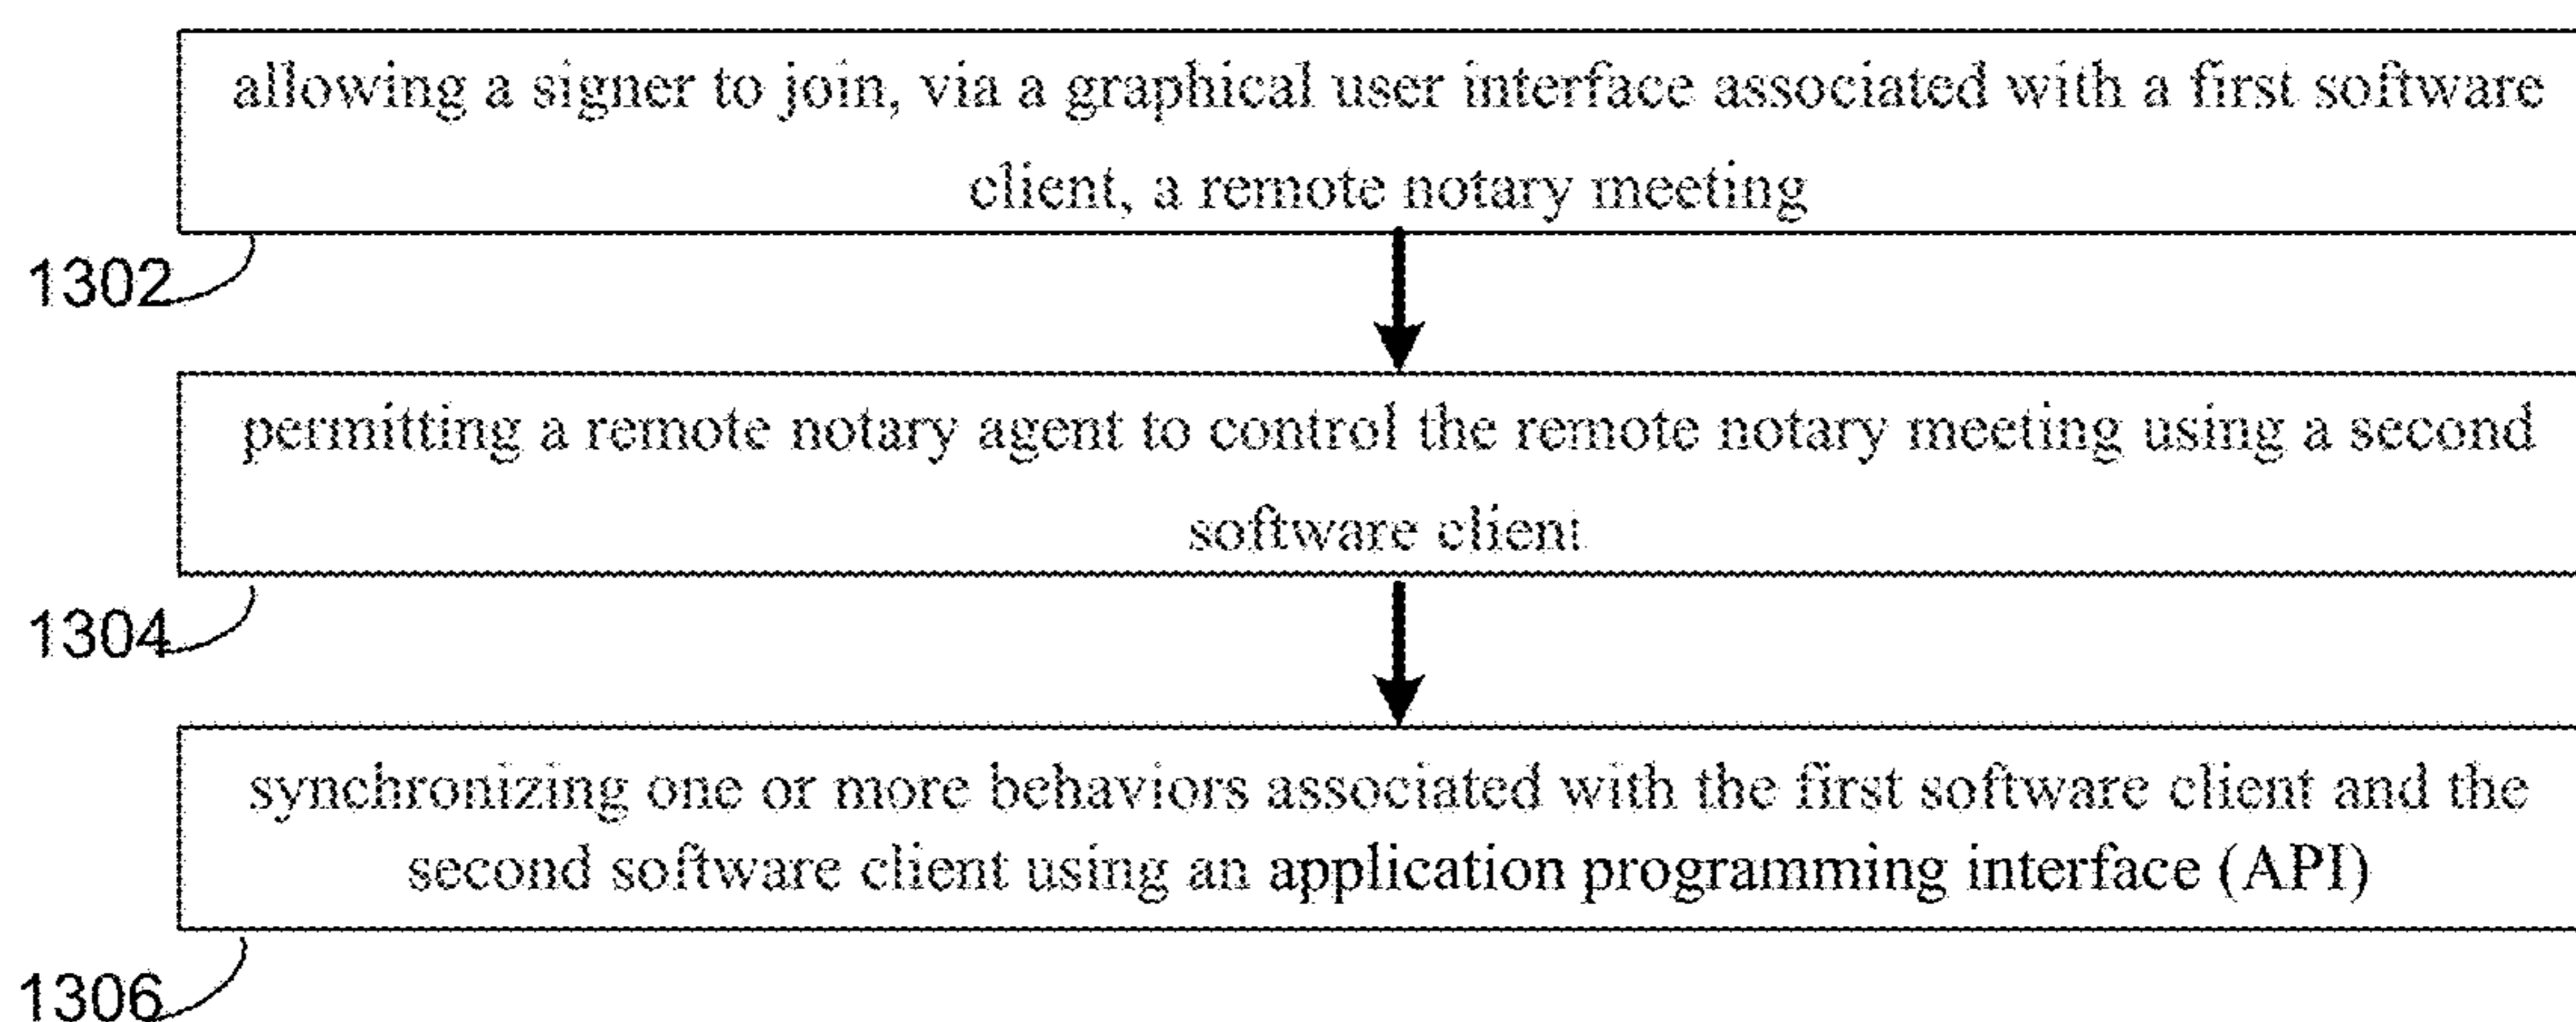 allowing a signer to join, via a graphical user interface associated with a first software
client, a remote notary meeting
1302
permitting a remote notary agent to control the remote notary meeting using a second
software client
1304
synchronizing one or more behaviors associated with the first software client and the
second software client using an application programming interface (API)
1306